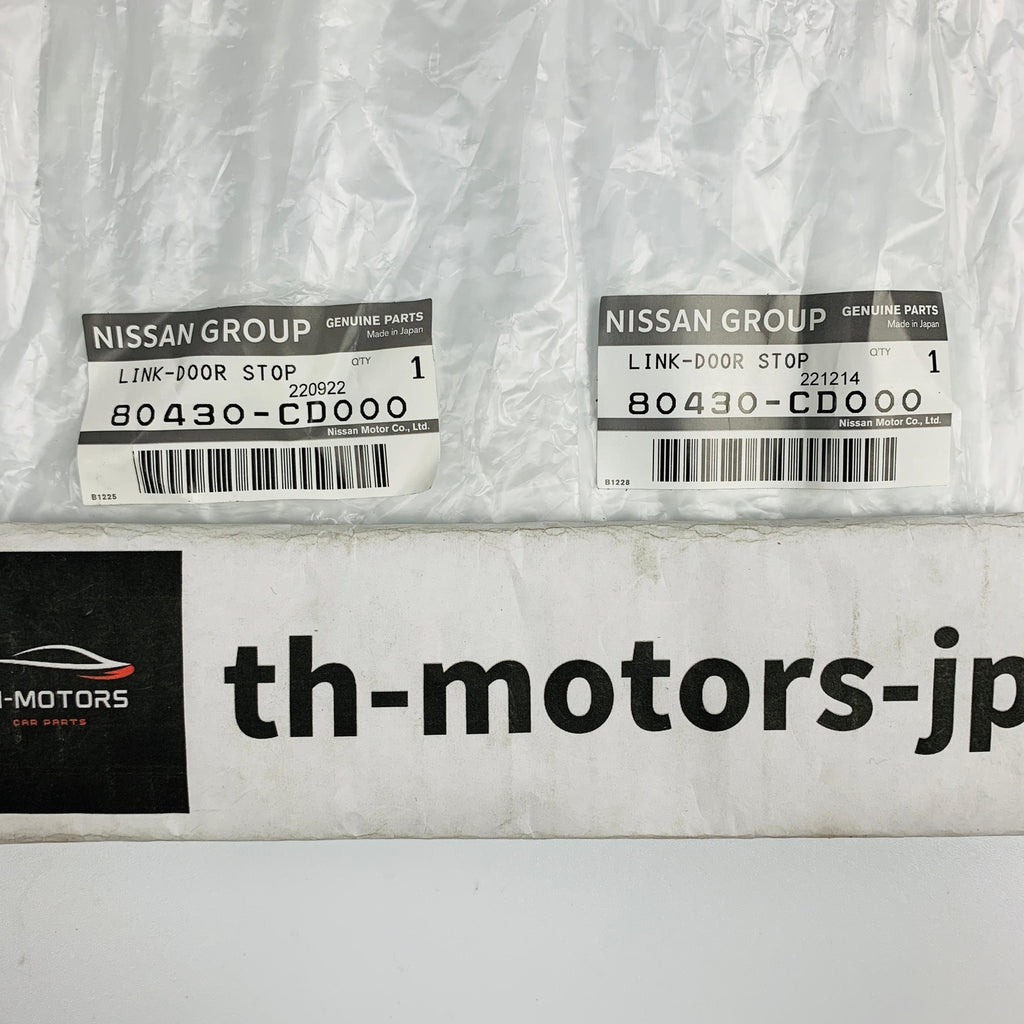 NISSAN GROUP GENUINE PARTS
Made in Japan
LINK-DOOR STOP QTY 1
220922
80430-CD000
Nissan Motor Co., Ltd.
B1225
NISSAN GROUP GENUINE PARTS
Made in Japan
LINK-DOOR STOP QTY 1
221214
80430-CD000
Nissan Motor Co., Ltd.
B1228
-MOTORS
CAR PARTS
th-motors-jp